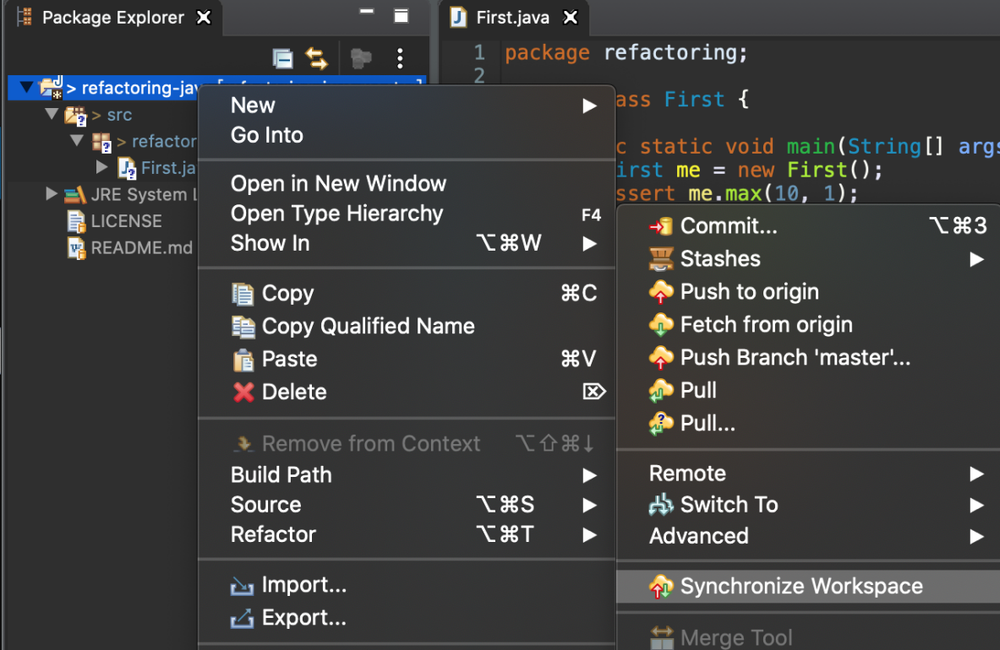 Package Explorer
First.java
1 package refactoring;
2
> refactoring-jav
ass First {
> src
> refactor
c static void main(String[] args
First.ja
irst me = new First();
JRE System L
ssert me.max(10, 1);
LICENSE
README.md
New
Go Into
Open in New Window
Open Type Hierarchy F4
Show In ⌥⌘W
Copy ⌘C
Copy Qualified Name
Paste ⌘V
Delete ⌦
Remove from Context ⌥⇧⌘↓
Build Path
Source ⌥⌘S
Refactor ⌥⌘T
Import...
Export...
Commit... ⌥⌘3
Stashes
Push to origin
Fetch from origin
Push Branch 'master'...
Pull
Pull...
Remote
Switch To
Advanced
Synchronize Workspace
Merge Tool